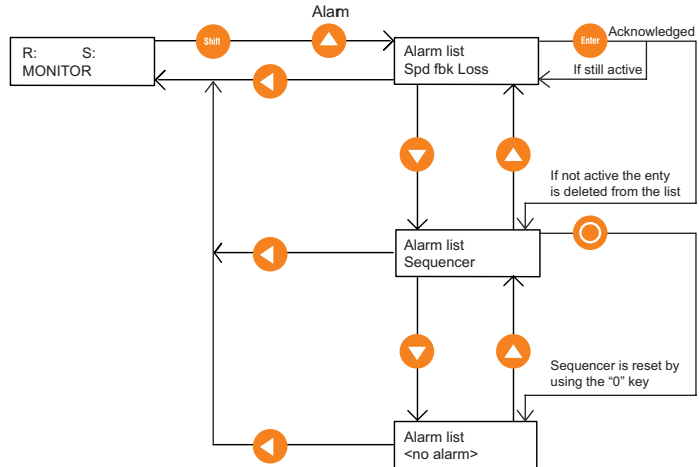 Alarm
Shift
R: S:
MONITOR
Alarm list
Spd fbk Loss
Enter
Acknowledged
If still active
If not active the enty
is deleted from the list
Alarm list
Sequencer
Sequencer is reset by
using the “0” key
Alarm list
<no alarm>